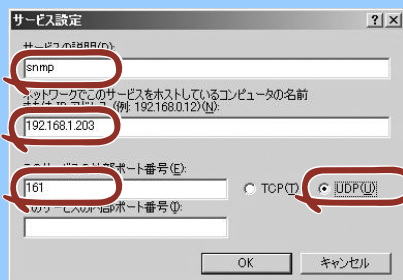 サービス設定
サービスの説明(D):
snmp
ネットワークでこのサービスをホストしているコンピュータの名前
または IP アドレス (例: 192.168.0.12)(N):
192.168.1.203
このサービスの外部ポート番号(E):
161
TCP(T)
UDP(U)
このサービスの内部ポート番号(I):
OK
キャンセル